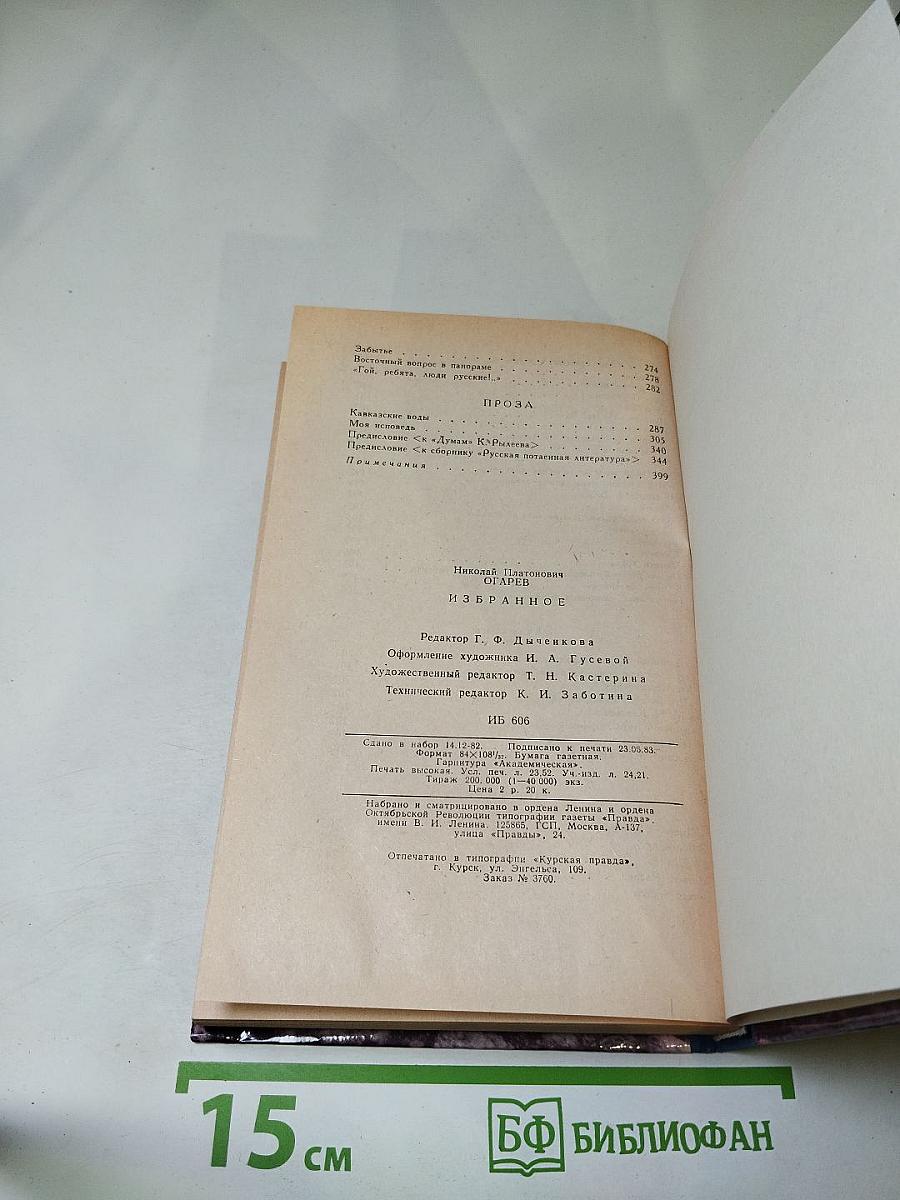 Забытье . . . . . . . . . . . . . . . . . . . . 274
Восточный вопрос в панораме . . . . . . . . . . . 278
«Гой, ребята, люди русские!..» . . . . . . . . . . . 282
ПРОЗА
Кавказские воды . . . . . . . . . . . . . . . . . . 287
Моя исповедь . . . . . . . . . . . . . . . . . . . 305
Предисловие <к «Думам» К. Рылеева> . . . . . . . . 340
Предисловие <к сборнику «Русская потаенная литература»> 344
Примечания . . . . . . . . . . . . . . . . . . . 399
Николай Платонович
ОГАРЕВ
ИЗБРАННОЕ
Редактор Г. Ф. Дыченкова
Оформление художника И. А. Гусевой
Художественный редактор Т. Н. Кастерина
Технический редактор К. И. Заботина
ИБ 606
Сдано в набор 14.12-82. Подписано к печати 23.05.83.
Формат 84×108¹/₃₂. Бумага газетная.
Гарнитура «Академическая».
Печать высокая. Усл. печ. л. 23,52. Уч.-изд. л. 24,21.
Тираж 200.000 (1—40 000) экз.
Цена 2 р. 20 к.
Набрано и сматрицировано в ордена Ленина и ордена
Октябрьской Революции типографии газеты «Правда».
имени В. И. Ленина. 125865, ГСП, Москва, А-137,
улица «Правды», 24.
Отпечатано в типографии «Курская правда»,
г. Курск, ул. Энгельса, 109.
Заказ № 3760.
15 см
БФ БИБЛИОФАН